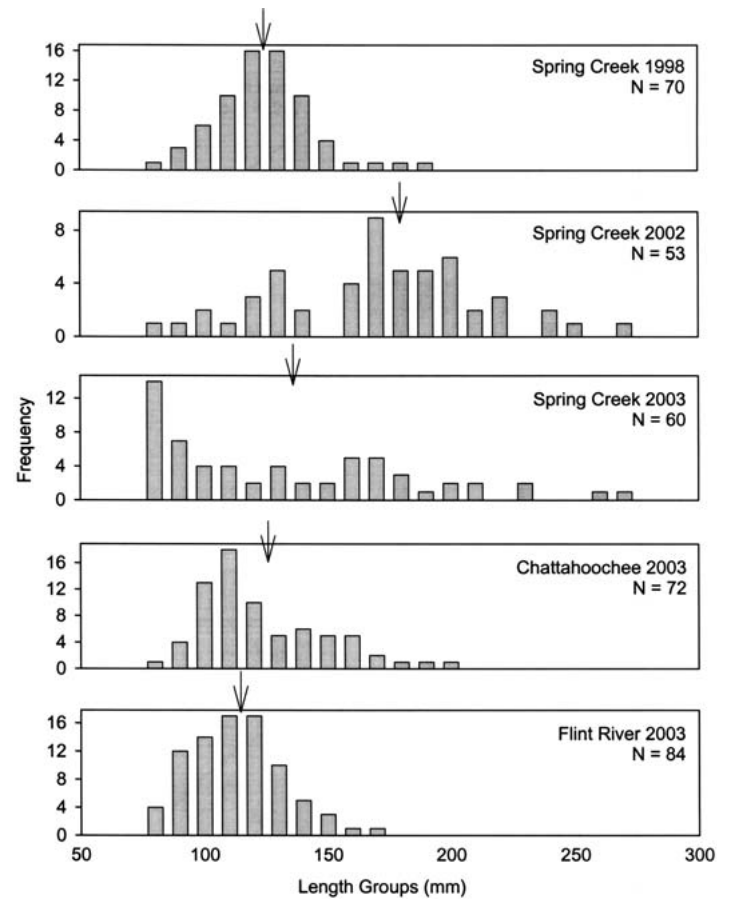 16
12
8
4
0
Spring Creek 1998
N = 70
8
4
0
Spring Creek 2002
N = 53
12
8
4
0
Spring Creek 2003
N = 60
Frequency
16
12
8
4
0
Chattahoochee 2003
N = 72
16
12
8
4
0
Flint River 2003
N = 84
50 100 150 200 250 300
Length Groups (mm)